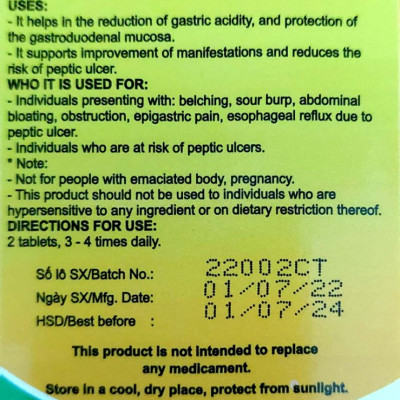 USES:
- It helps in the reduction of gastric acidity, and protection of
the gastroduodenal mucosa.
- It supports improvement of manifestations and reduces the
risk of peptic ulcer.
WHO IT IS USED FOR:
- Individuals presenting with: belching, sour burp, abdominal
bloating, obstruction, epigastric pain, esophageal reflux due to
peptic ulcer.
- Individuals who are at risk of peptic ulcers.
* Note:
- Not for people with emaciated body, pregnancy.
- This product should not be used to individuals who are
hypersensitive to any ingredient or on dietary restriction thereof.
DIRECTIONS FOR USE:
2 tablets, 3 - 4 times daily.
Số lô SX/Batch No.: 22002CT
Ngày SX/Mfg. Date: 01/07/22
HSD/Best before : 01/07/24
This product is not intended to replace
any medicament.
Store in a cool, dry place, protect from sunlight.